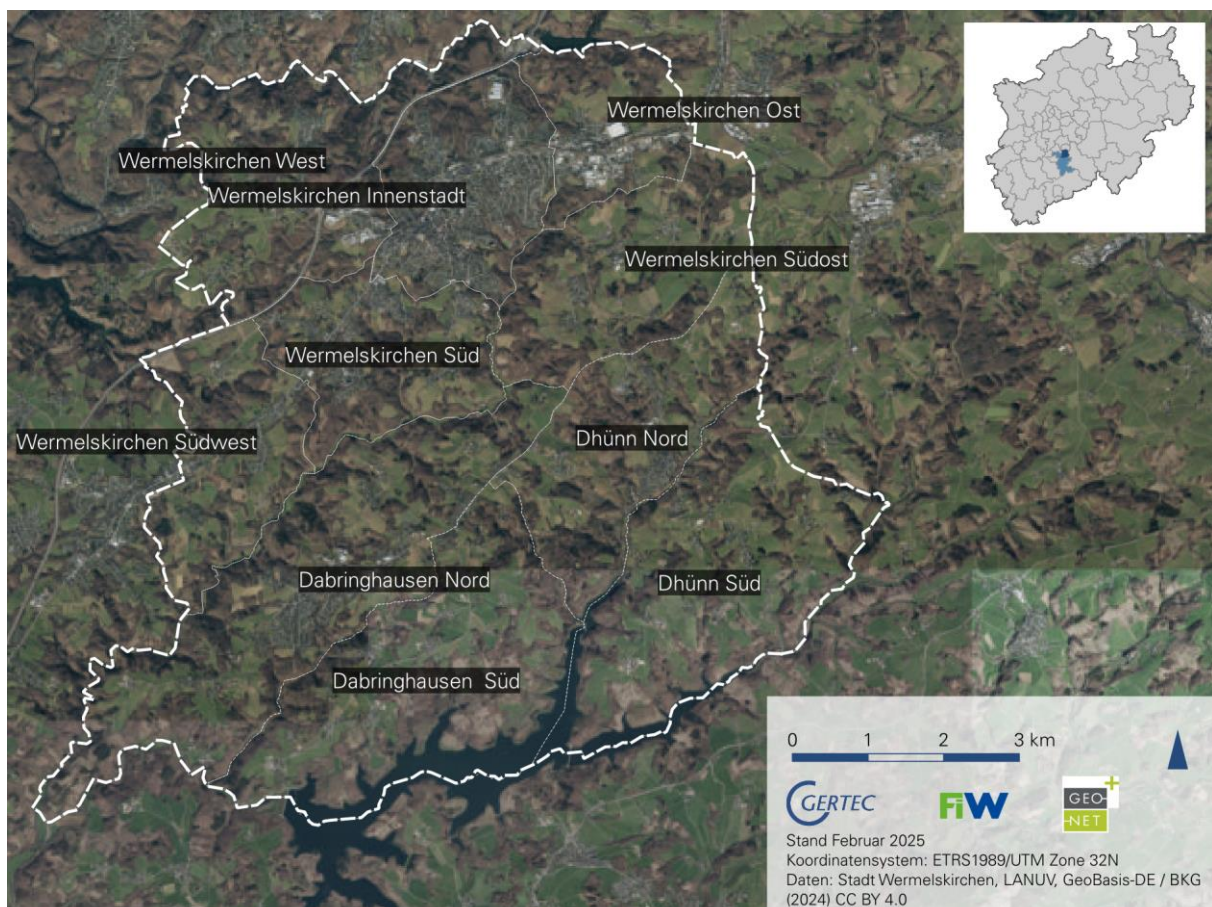 Wermelskirchen Ost
Wermelskirchen West
Wermelskirchen Innenstadt
Wermelskirchen Südost
Wermelskirchen Süd
Wermelskirchen Südwest
Dhünn Nord
Dabringhausen Nord
Dhünn Süd
Dabringhausen Süd
0 1 2 3 km
GERTEC
FiW
GEO
NET
Stand Februar 2025
Koordinatensystem: ETRS1989/UTM Zone 32N
Daten: Stadt Wermelskirchen, LANUV, GeoBasis-DE / BKG
(2024) CC BY 4.0